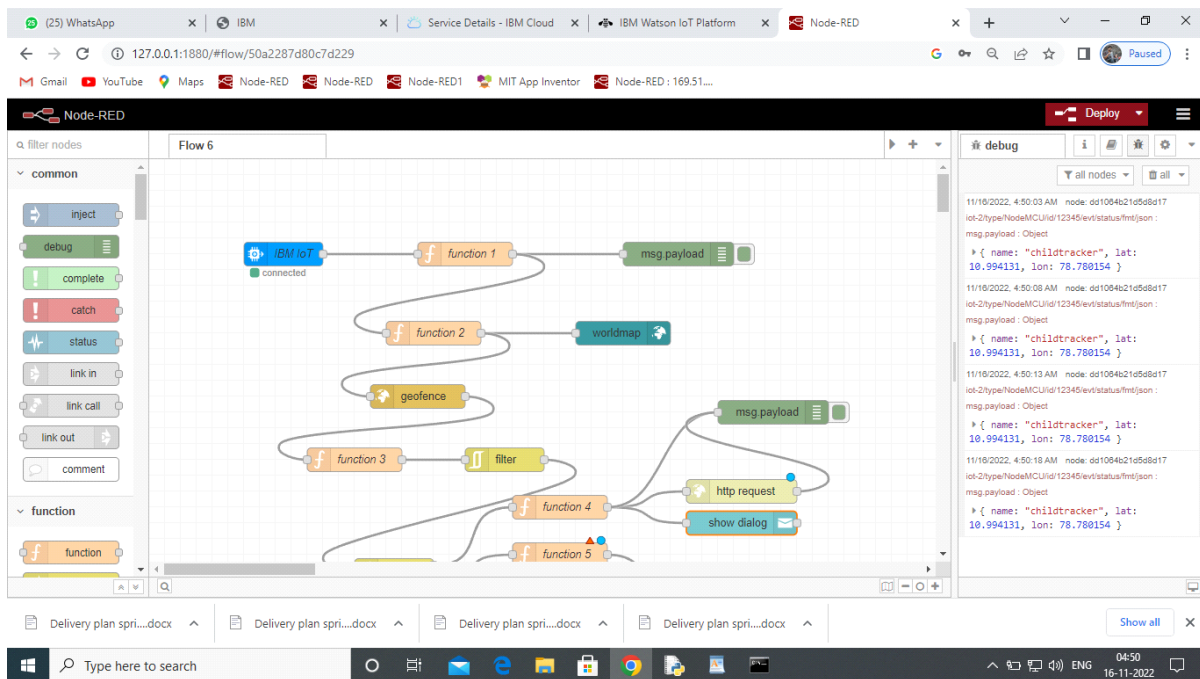 (25) WhatsApp
IBM
Service Details - IBM Cloud
IBM Watson IoT Platform
Node-RED
127.0.0.1:1880/#flow/50a2287d80c7d229
Paused
Gmail
YouTube
Maps
Node-RED
Node-RED
Node-RED1
MIT App Inventor
Node-RED : 169.51....
Node-RED
Deploy
filter nodes
Flow 6
debug
common
all nodes
all
inject
debug
complete
catch
status
link in
link call
link out
comment
function
function
IBM IoT
connected
function 1
msg.payload
function 2
worldmap
geofence
msg.payload
function 3
filter
http request
function 4
show dialog
function 5
11/16/2022, 4:50:03 AM node: dd1064b21d5d8d17
iot-2/type/NodeMCU/id/12345/evt/status/fmt/json :
msg.payload : Object
{ name: "childtracker", lat:
10.994131, lon: 78.780154 }
11/16/2022, 4:50:08 AM node: dd1064b21d5d8d17
iot-2/type/NodeMCU/id/12345/evt/status/fmt/json :
msg.payload : Object
{ name: "childtracker", lat:
10.994131, lon: 78.780154 }
11/16/2022, 4:50:13 AM node: dd1064b21d5d8d17
iot-2/type/NodeMCU/id/12345/evt/status/fmt/json :
msg.payload : Object
{ name: "childtracker", lat:
10.994131, lon: 78.780154 }
11/16/2022, 4:50:18 AM node: dd1064b21d5d8d17
iot-2/type/NodeMCU/id/12345/evt/status/fmt/json :
msg.payload : Object
{ name: "childtracker", lat:
10.994131, lon: 78.780154 }
Delivery plan spri....docx
Delivery plan spri....docx
Delivery plan spri....docx
Delivery plan spri....docx
Show all
Type here to search
ENG
04:50
16-11-2022